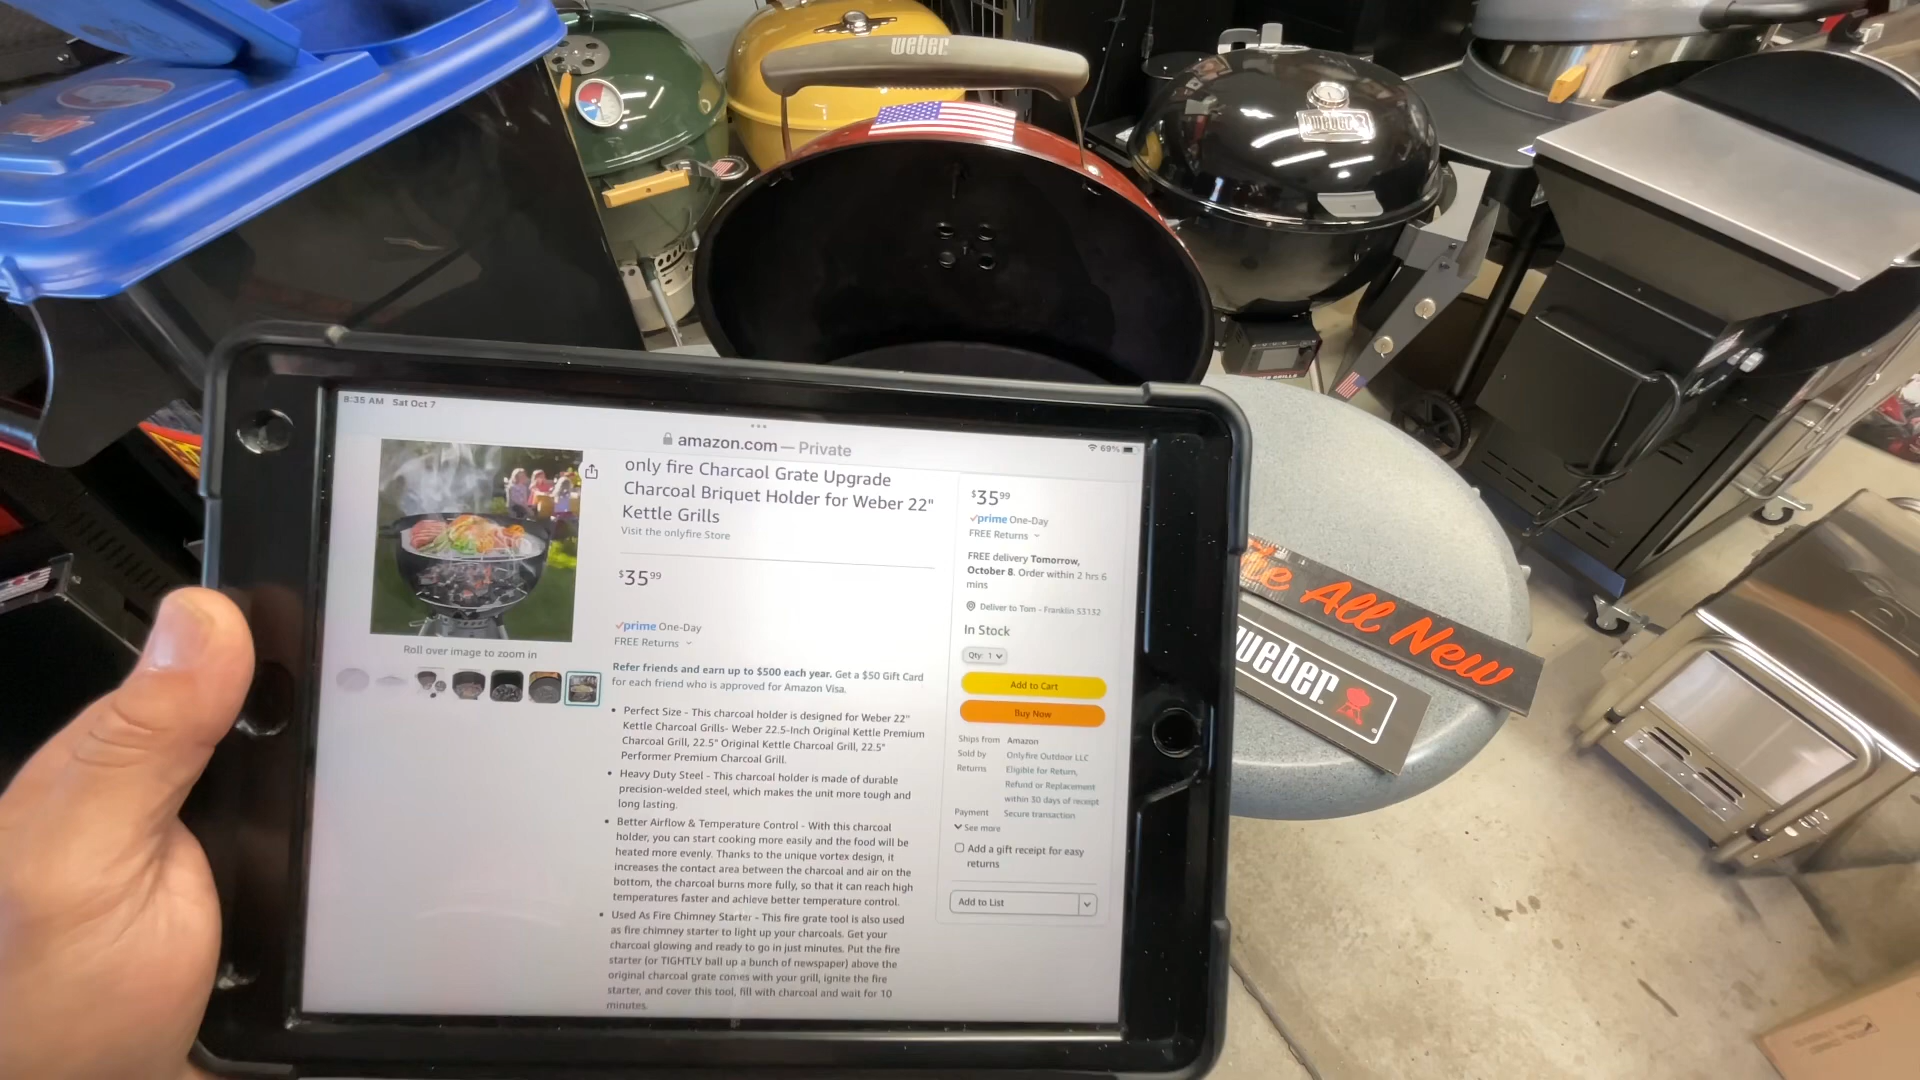 weber
weber
8:35 AM Sat Oct 7
amazon.com — Private
69%
only fire Charcaol Grate Upgrade
Charcoal Briquet Holder for Weber 22"
Kettle Grills
Visit the onlyfire Store
$35.99
prime One-Day
FREE Returns
Refer friends and earn up to $500 each year. Get a $50 Gift Card
for each friend who is approved for Amazon Visa.
• Perfect Size - This charcoal holder is designed for Weber 22"
Kettle Charcoal Grills- Weber 22.5-Inch Original Kettle Premium
Charcoal Grill, 22.5" Original Kettle Charcoal Grill, 22.5"
Performer Premium Charcoal Grill.
• Heavy Duty Steel - This charcoal holder is made of durable
precision-welded steel, which makes the unit more tough and
long lasting.
• Better Airflow & Temperature Control - With this charcoal
holder, you can start cooking more easily and the food will be
heated more evenly. Thanks to the unique vortex design, it
increases the contact area between the charcoal and air on the
bottom, the charcoal burns more fully, so that it can reach high
temperatures faster and achieve better temperature control.
• Used As Fire Chimney Starter - This fire grate tool is also used
as fire chimney starter to light up your charcoals. Get your
charcoal glowing and ready to go in just minutes. Put the fire
starter (or TIGHTLY ball up a bunch of newspaper) above the
original charcoal grate comes with your grill, ignite the fire
starter, and cover this tool, fill with charcoal and wait for 10
minutes.
Roll over image to zoom in
$35.99
prime One-Day
FREE Returns
FREE delivery Tomorrow,
October 8. Order within 2 hrs 6
mins
Deliver to Tom - Franklin 53132
In Stock
Qty: 1
Add to Cart
Buy Now
Ships from Amazon
Sold by Onlyfire Outdoor LLC
Returns Eligible for Return,
Refund or Replacement
within 30 days of receipt
Payment Secure transaction
See more
Add a gift receipt for easy
returns
Add to List
The All New
weber